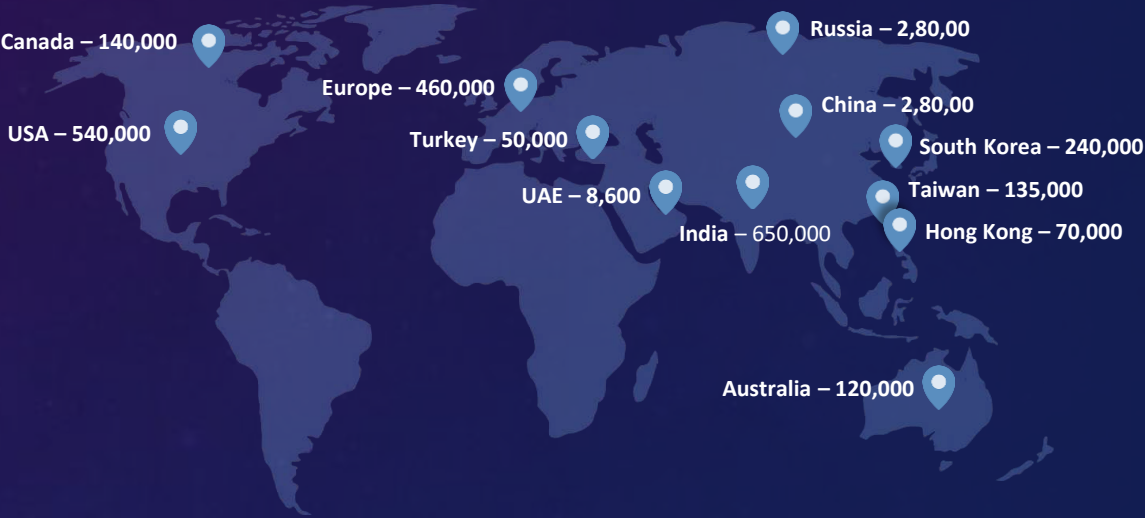 Canada – 140,000
Russia – 2,80,00
Europe – 460,000
China – 2,80,00
USA – 540,000
Turkey – 50,000
South Korea – 240,000
UAE – 8,600
Taiwan – 135,000
India – 650,000
Hong Kong – 70,000
Australia – 120,000